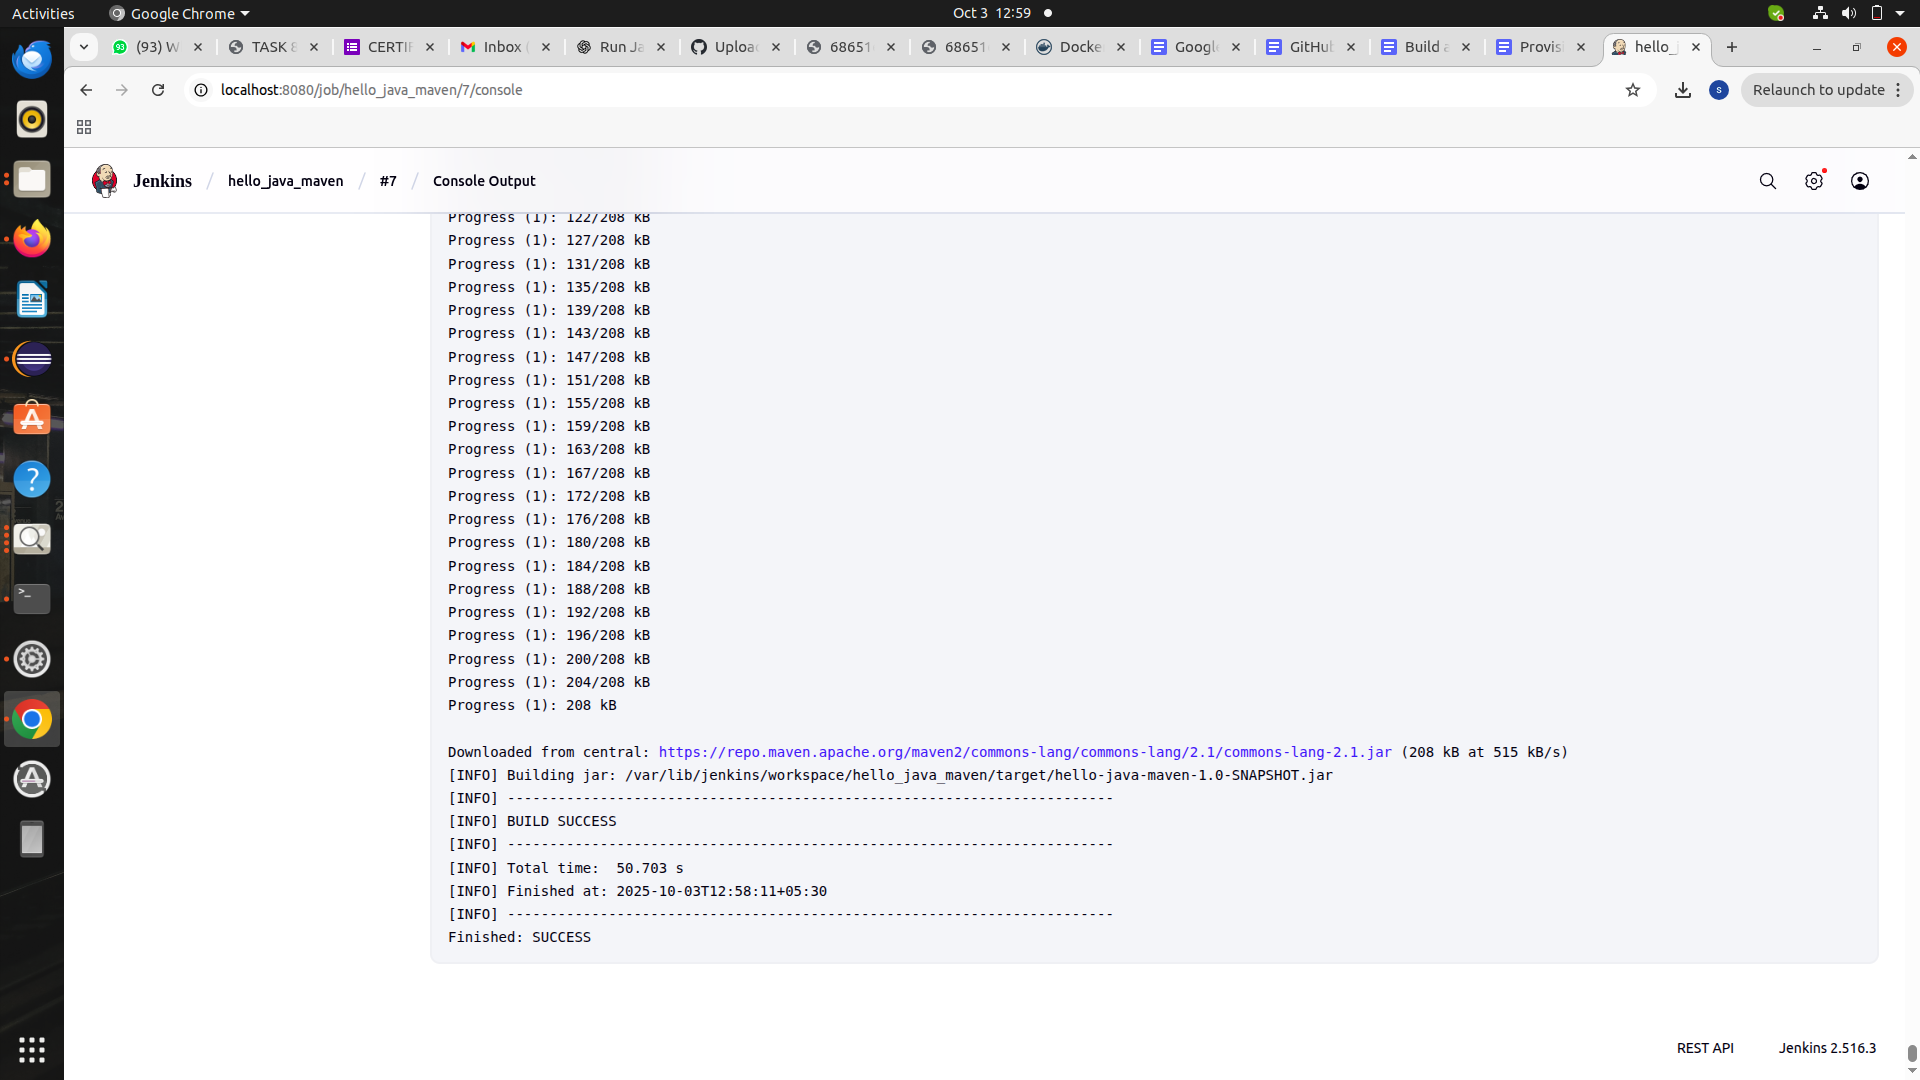 Activities
Google Chrome
Oct 3 12:59
(93) W
TASK 8
CERTIF
Inbox (
Run Ja
Upload
68651
68651
Docke
Google
GitHub
Build a
Provisi
hello_j
localhost:8080/job/hello_java_maven/7/console
S
Relaunch to update
Jenkins / hello_java_maven / #7 / Console Output
Progress (1): 122/208 kB
Progress (1): 127/208 kB
Progress (1): 131/208 kB
Progress (1): 135/208 kB
Progress (1): 139/208 kB
Progress (1): 143/208 kB
Progress (1): 147/208 kB
Progress (1): 151/208 kB
Progress (1): 155/208 kB
Progress (1): 159/208 kB
Progress (1): 163/208 kB
Progress (1): 167/208 kB
Progress (1): 172/208 kB
Progress (1): 176/208 kB
Progress (1): 180/208 kB
Progress (1): 184/208 kB
Progress (1): 188/208 kB
Progress (1): 192/208 kB
Progress (1): 196/208 kB
Progress (1): 200/208 kB
Progress (1): 204/208 kB
Progress (1): 208 kB
Downloaded from central: https://repo.maven.apache.org/maven2/commons-lang/commons-lang/2.1/commons-lang-2.1.jar (208 kB at 515 kB/s)
[INFO] Building jar: /var/lib/jenkins/workspace/hello_java_maven/target/hello-java-maven-1.0-SNAPSHOT.jar
[INFO] ------------------------------------------------------------------------
[INFO] BUILD SUCCESS
[INFO] ------------------------------------------------------------------------
[INFO] Total time:  50.703 s
[INFO] Finished at: 2025-10-03T12:58:11+05:30
[INFO] ------------------------------------------------------------------------
Finished: SUCCESS
REST API
Jenkins 2.516.3